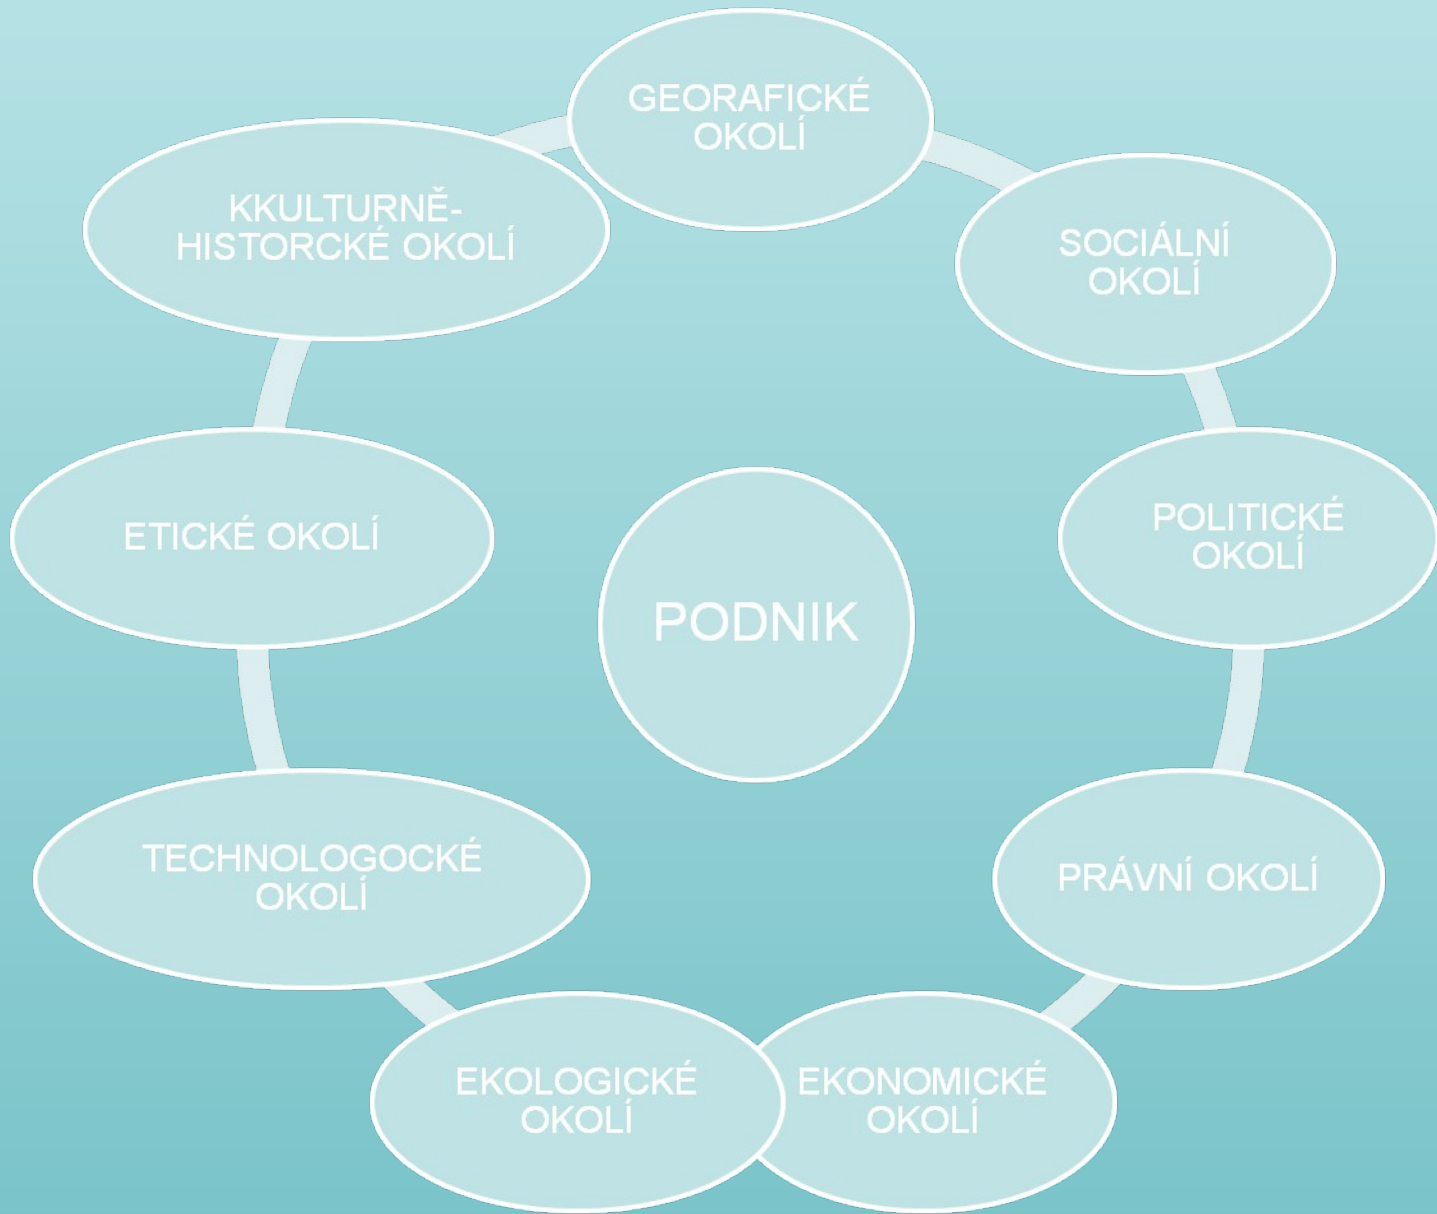 GEORAFICKÉ
OKOLÍ
KKULTURNĚ-
HISTORCKÉ OKOLÍ
SOCIÁLNÍ
OKOLÍ
ETICKÉ OKOLÍ
POLITICKÉ
OKOLÍ
PODNIK
TECHNOLOGOCKÉ
OKOLÍ
PRÁVNÍ OKOLÍ
EKOLOGICKÉ
OKOLÍ
EKONOMICKÉ
OKOLÍ